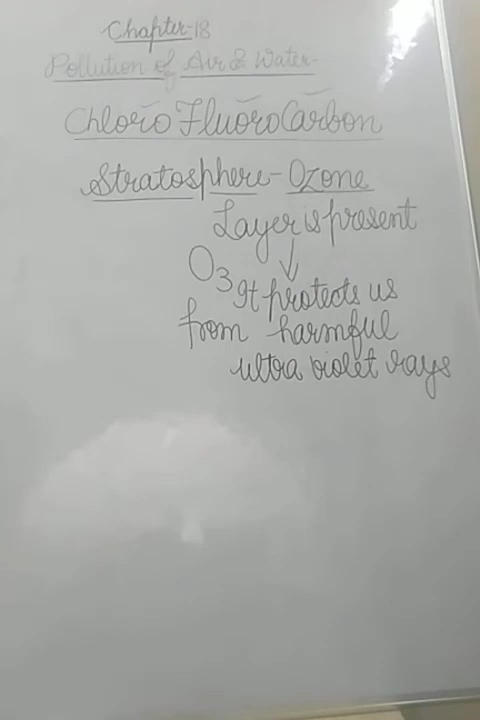 Chapter-18
Pollution of Air & Water-
Chloro Fluoro Carbon
Stratosphere- Ozone
Layer is present
O3
It protects us
from harmful
ultra violet rays